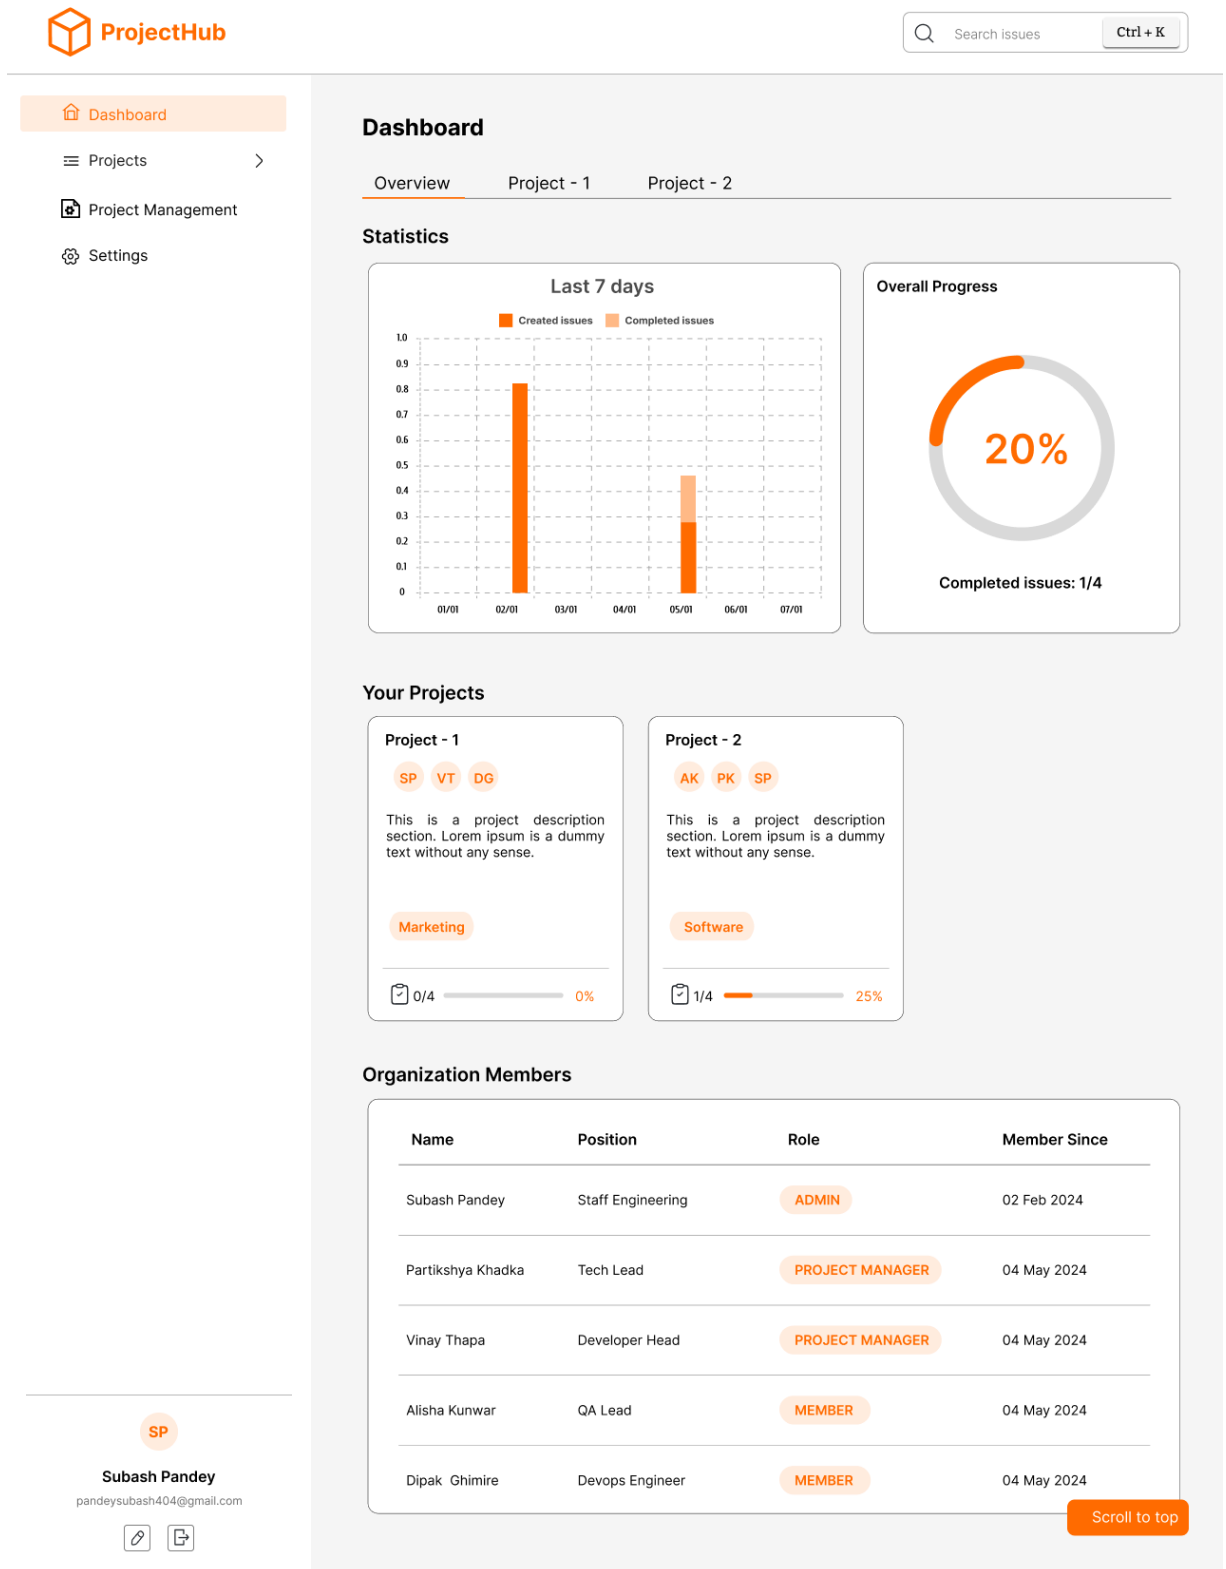 ProjectHub
Search issues
Ctrl + K
Dashboard
Projects
Project Management
Settings
Dashboard
Overview
Project - 1
Project - 2
Statistics
Last 7 days
Created issues
Completed issues
1.0
0.9
0.8
0.7
0.6
0.5
0.4
0.3
0.2
0.1
0
01/01
02/01
03/01
04/01
05/01
06/01
07/01
Overall Progress
20%
Completed issues: 1/4
Your Projects
Project - 1
SP VT DG
This is a project description
section. Lorem ipsum is a dummy
text without any sense.
Marketing
0/4 0%
Project - 2
AK PK SP
This is a project description
section. Lorem ipsum is a dummy
text without any sense.
Software
1/4 25%
Organization Members
Name Position Role Member Since
Subash Pandey Staff Engineering ADMIN 02 Feb 2024
Partikshya Khadka Tech Lead PROJECT MANAGER 04 May 2024
Vinay Thapa Developer Head PROJECT MANAGER 04 May 2024
Alisha Kunwar QA Lead MEMBER 04 May 2024
Dipak Ghimire Devops Engineer MEMBER 04 May 2024
SP
Subash Pandey
pandeysubash404@gmail.com
Scroll to top